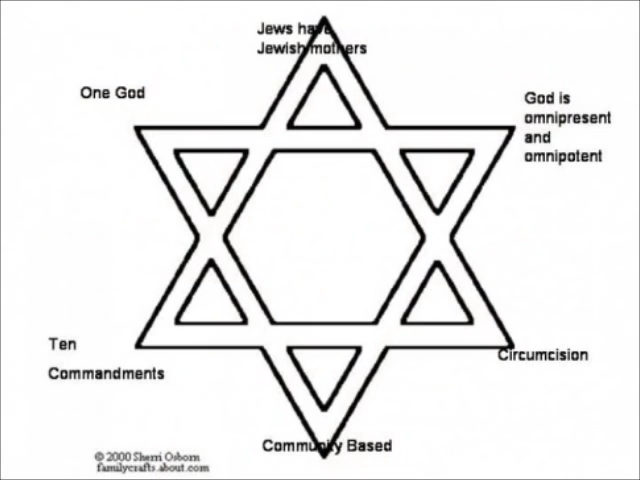 Jews have
Jewish mothers
One God
God is
omnipresent
and
omnipotent
Ten
Commandments
Circumcision
Community Based
© 2000 Sherri Osborn
familycrafts.about.com